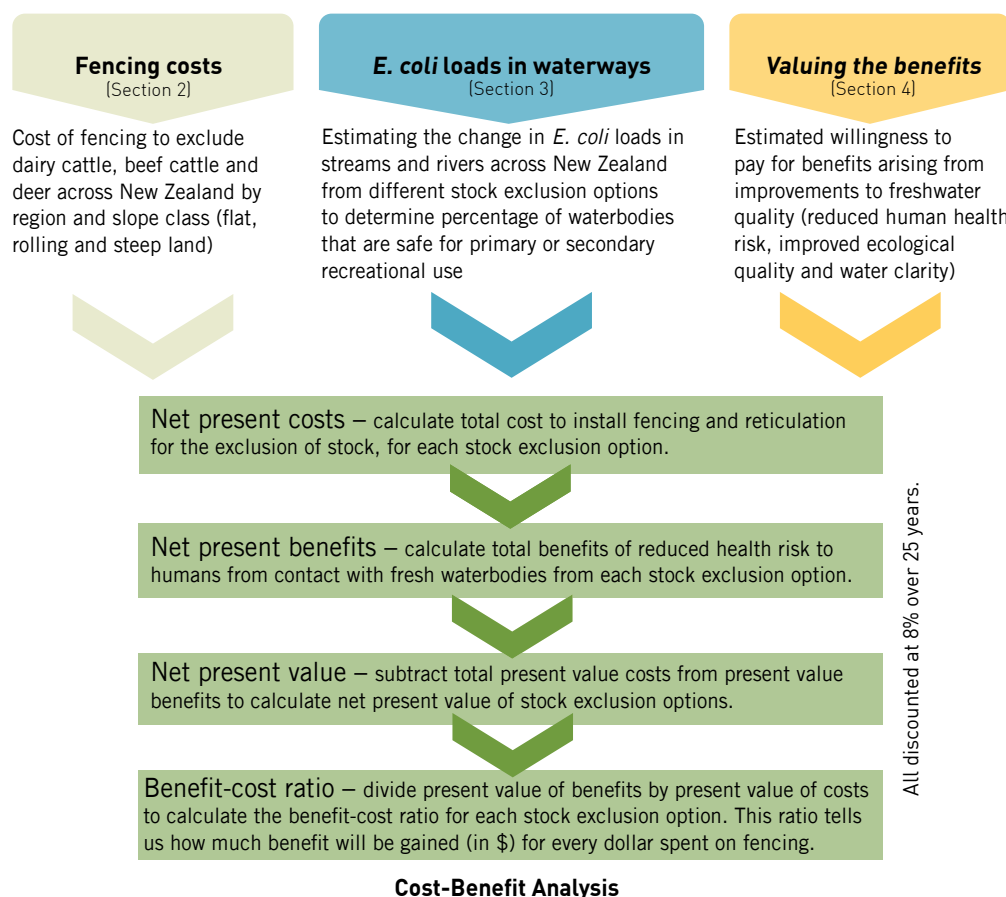 Fencing costs
(Section 2)
Cost of fencing to exclude
dairy cattle, beef cattle and
deer across New Zealand by
region and slope class (flat,
rolling and steep land)
E. coli loads in waterways
(Section 3)
Estimating the change in E. coli loads in
streams and rivers across New Zealand
from different stock exclusion options
to determine percentage of waterbodies
that are safe for primary or secondary
recreational use
Valuing the benefits
(Section 4)
Estimated willingness to
pay for benefits arising from
improvements to freshwater
quality (reduced human health
risk, improved ecological
quality and water clarity)
Net present costs – calculate total cost to install fencing and reticulation
for the exclusion of stock, for each stock exclusion option.
Net present benefits – calculate total benefits of reduced health risk to
humans from contact with fresh waterbodies from each stock exclusion option.
Net present value – subtract total present value costs from present value
benefits to calculate net present value of stock exclusion options.
Benefit-cost ratio – divide present value of benefits by present value of costs
to calculate the benefit-cost ratio for each stock exclusion option. This ratio tells
us how much benefit will be gained (in $) for every dollar spent on fencing.
All discounted at 8% over 25 years.
Cost-Benefit Analysis